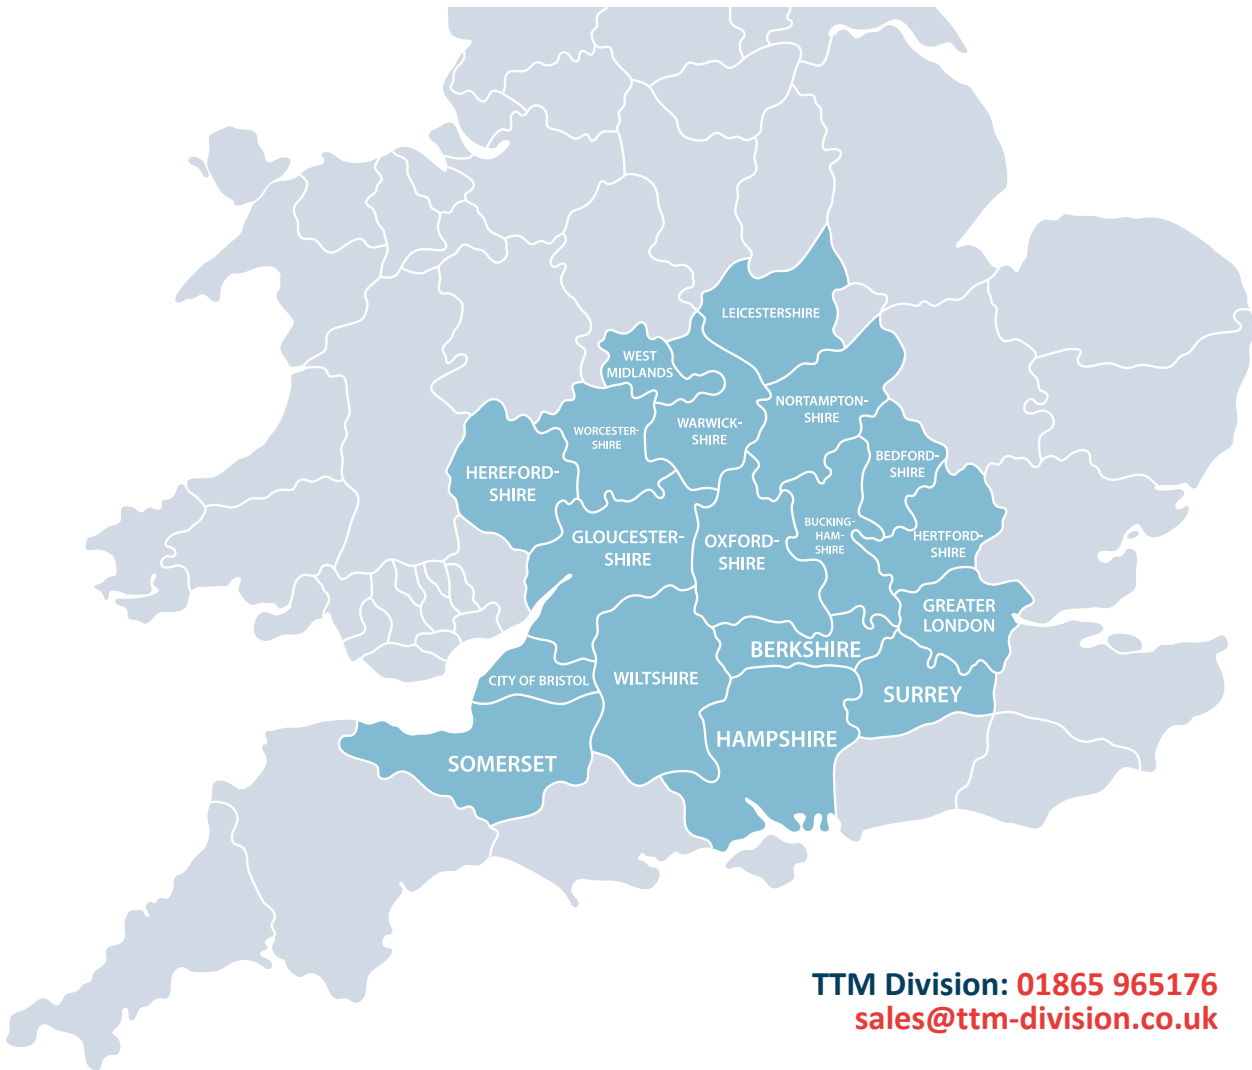 LEICESTERSHIRE
WEST
MIDLANDS
NORTAMPTON-
SHIRE
WORCESTER-
SHIRE
WARWICK-
SHIRE
BEDFORD-
SHIRE
HEREFORD-
SHIRE
GLOUCESTER-
SHIRE
OXFORD-
SHIRE
BUCKING-
HAM-
SHIRE
HERTFORD-
SHIRE
GREATER
LONDON
BERKSHIRE
CITY OF BRISTOL
WILTSHIRE
SURREY
HAMPSHIRE
SOMERSET
TTM Division: 01865 965176
sales@ttm-division.co.uk